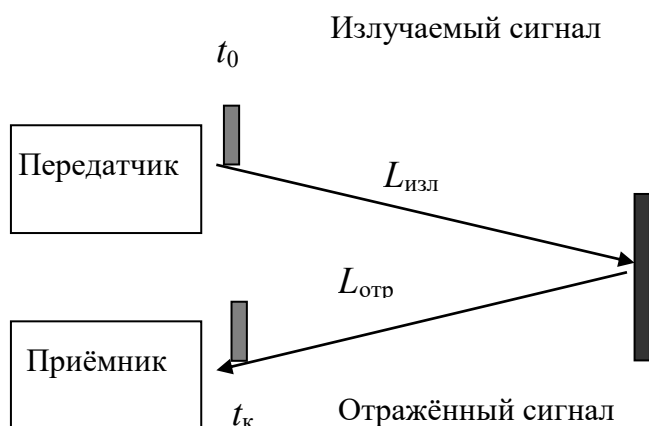 Излучаемый сигнал
t₀
Передатчик
Lизл
Lотр
Приёмник
tк
Отражённый сигнал